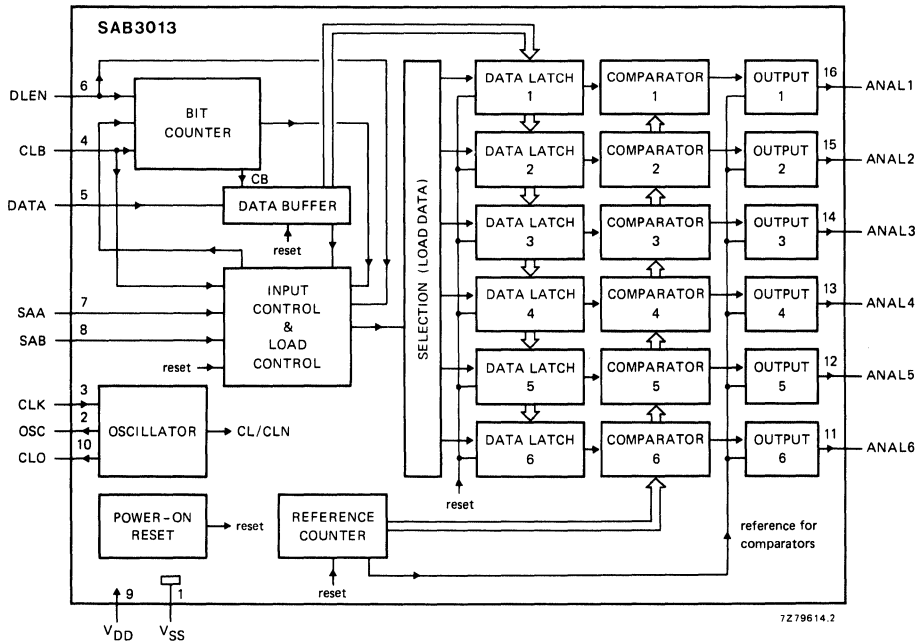 SAB3013
DLEN 6
BIT COUNTER
CLB 4
CB
DATA 5
DATA BUFFER
reset
INPUT CONTROL & LOAD CONTROL
SAA 7
SAB 8
reset
CLK 3
OSC 2
CLO 10
OSCILLATOR
CL/CLN
POWER-ON RESET
reset
REFERENCE COUNTER
reset
SELECTION (LOAD DATA)
DATA LATCH 1
COMPARATOR 1
OUTPUT 1
16 ANAL1
DATA LATCH 2
COMPARATOR 2
OUTPUT 2
15 ANAL2
DATA LATCH 3
COMPARATOR 3
OUTPUT 3
14 ANAL3
DATA LATCH 4
COMPARATOR 4
OUTPUT 4
13 ANAL4
DATA LATCH 5
COMPARATOR 5
OUTPUT 5
12 ANAL5
DATA LATCH 6
COMPARATOR 6
OUTPUT 6
11 ANAL6
reset
reference for
comparators
9
VDD
1
VSS
7Z79614.2